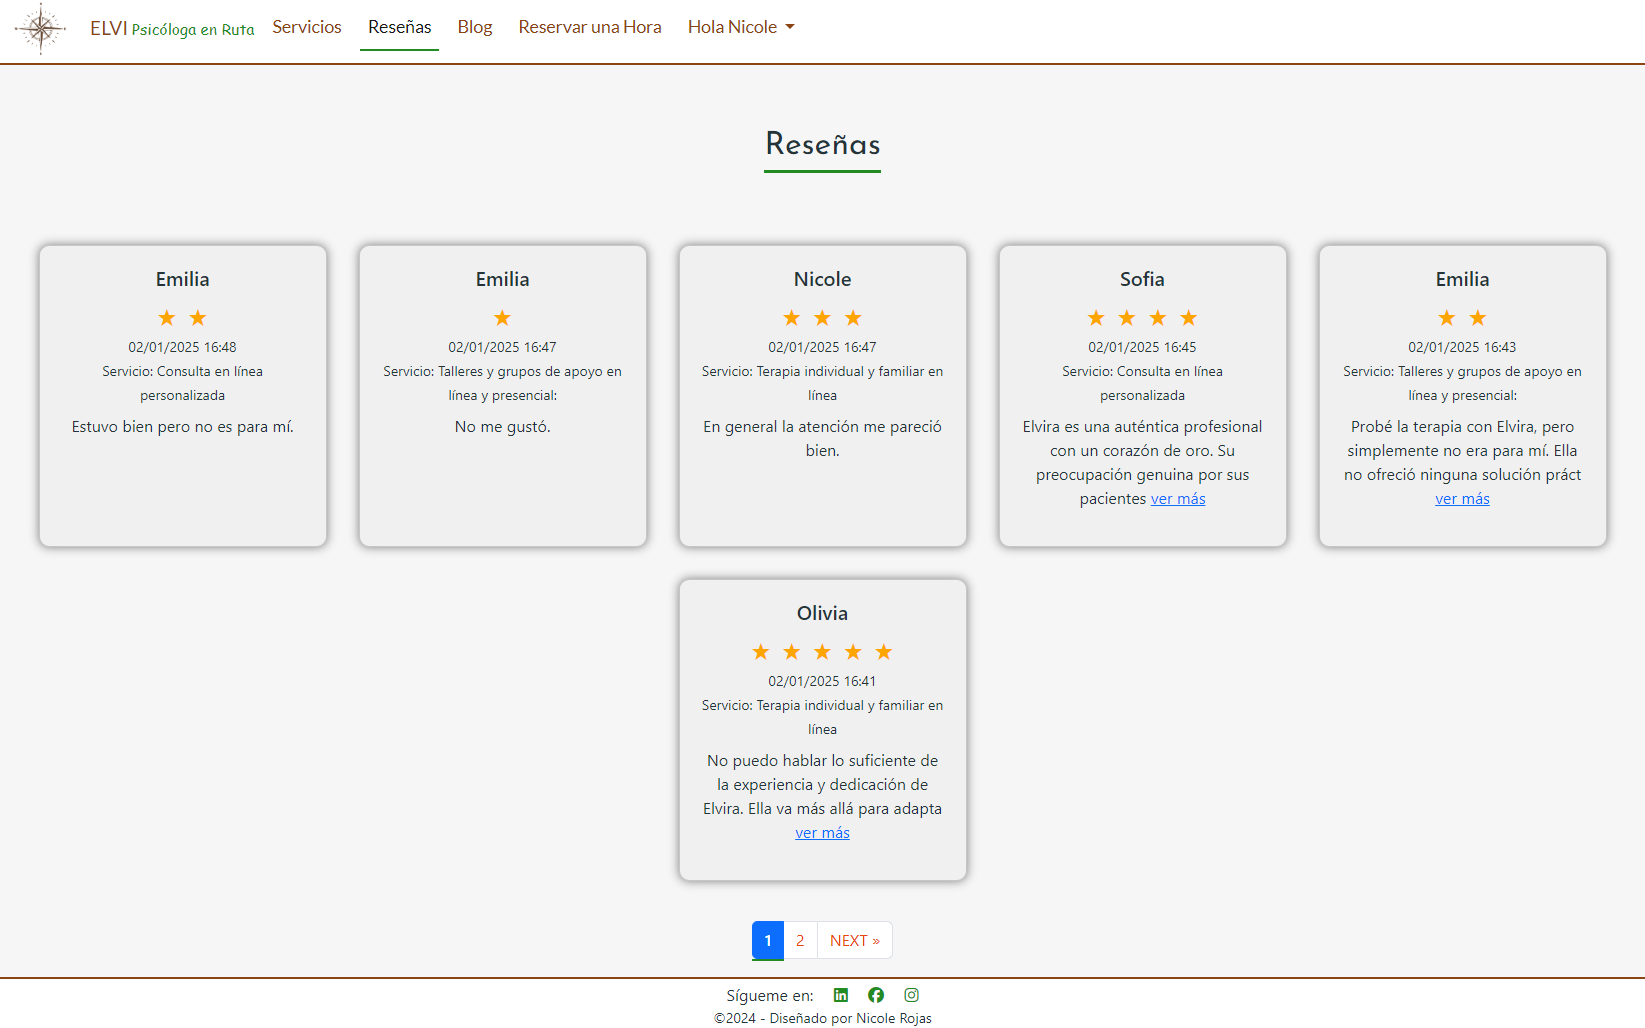 ELVI Psicóloga en Ruta Servicios Reseñas Blog Reservar una Hora Hola Nicole
Reseñas
Emilia
★ ★
02/01/2025 16:48
Servicio: Consulta en línea
personalizada
Estuvo bien pero no es para mí.
Emilia
★
02/01/2025 16:47
Servicio: Talleres y grupos de apoyo en
línea y presencial:
No me gustó.
Nicole
★ ★ ★
02/01/2025 16:47
Servicio: Terapia individual y familiar en
línea
En general la atención me pareció
bien.
Sofia
★ ★ ★ ★
02/01/2025 16:45
Servicio: Consulta en línea
personalizada
Elvira es una auténtica profesional
con un corazón de oro. Su
preocupación genuina por sus
pacientes ver más
Emilia
★ ★
02/01/2025 16:43
Servicio: Talleres y grupos de apoyo en
línea y presencial:
Probé la terapia con Elvira, pero
simplemente no era para mí. Ella
no ofreció ninguna solución práct
ver más
Olivia
★ ★ ★ ★ ★
02/01/2025 16:41
Servicio: Terapia individual y familiar en
línea
No puedo hablar lo suficiente de
la experiencia y dedicación de
Elvira. Ella va más allá para adapta
ver más
1 2 NEXT »
Sígueme en:
©2024 - Diseñado por Nicole Rojas